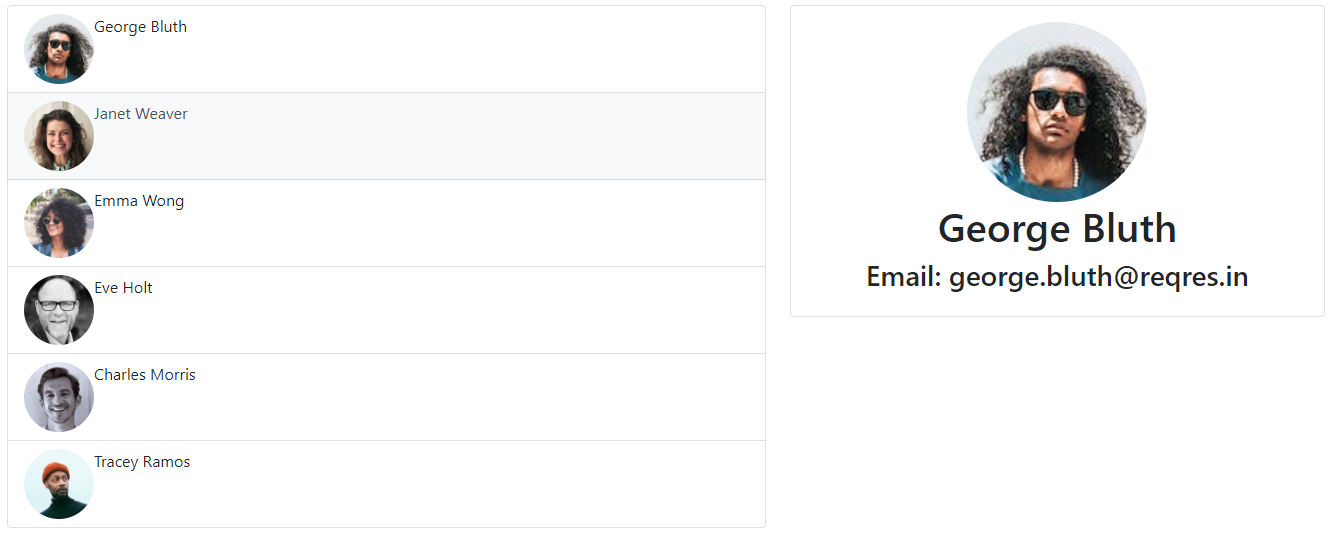 George Bluth
Janet Weaver
Emma Wong
Eve Holt
Charles Morris
Tracey Ramos
George Bluth
Email: george.bluth@reqres.in